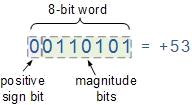 8-bit word
00110101 = +53
positive magnitude
sign bit bits